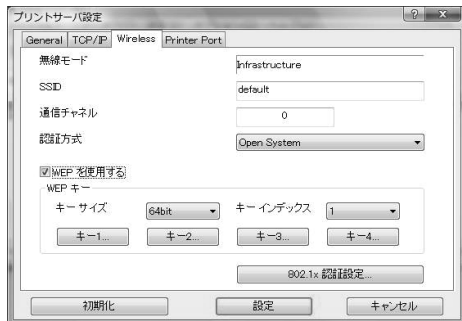 プリントサーバ設定
General TCP/IP Wireless Printer Port
無線モード Infrastructure
SSID default
通信チャネル 0
認証方式 Open System
WEP を使用する
WEP キー
キー サイズ 64bit キー インデックス 1
キー1... キー2... キー3... キー4...
802.1x 認証設定...
初期化 設定 キャンセル